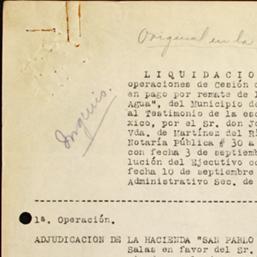 Original en la
LIQUIDACIO
operaciones de Cesión d
en pago por remate de l
Agua", del Municipio de
al Testimonio de la esc
xico, por el Sr. don Jo
Vda. de Martínez del Rí
Notaría Pública # 30 a
con fecha 3 de septiemb
lución del Ejecutivo co
fecha 10 de septiembre
Administrativo Sec. de
1a. Operación.
ADJUDICACION DE LA HACIENDA "SAN PABLO
Salas en favor del Sr.